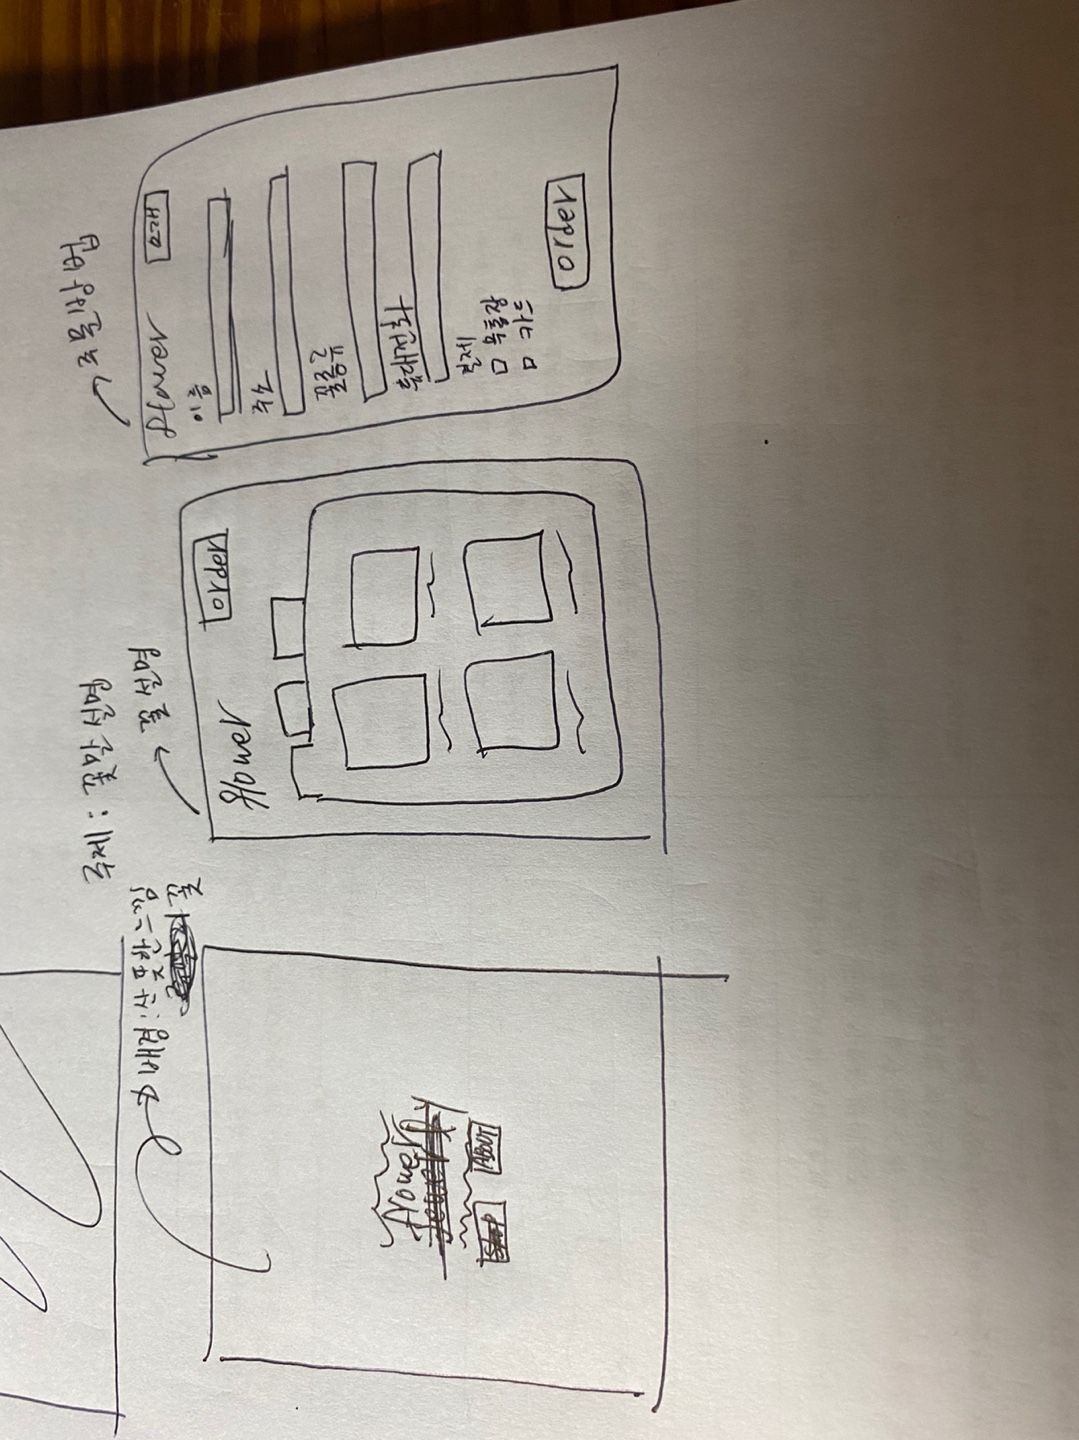 주제 : 꽃말 설명
배경 : 산뜻한 느낌
꽃
flower
ABOUT
꽃 설명
flower
order
주문방법
flower
소개
이름
주소
꽃종류
휴대전화
결제
□ 무통장
□ 카드
order